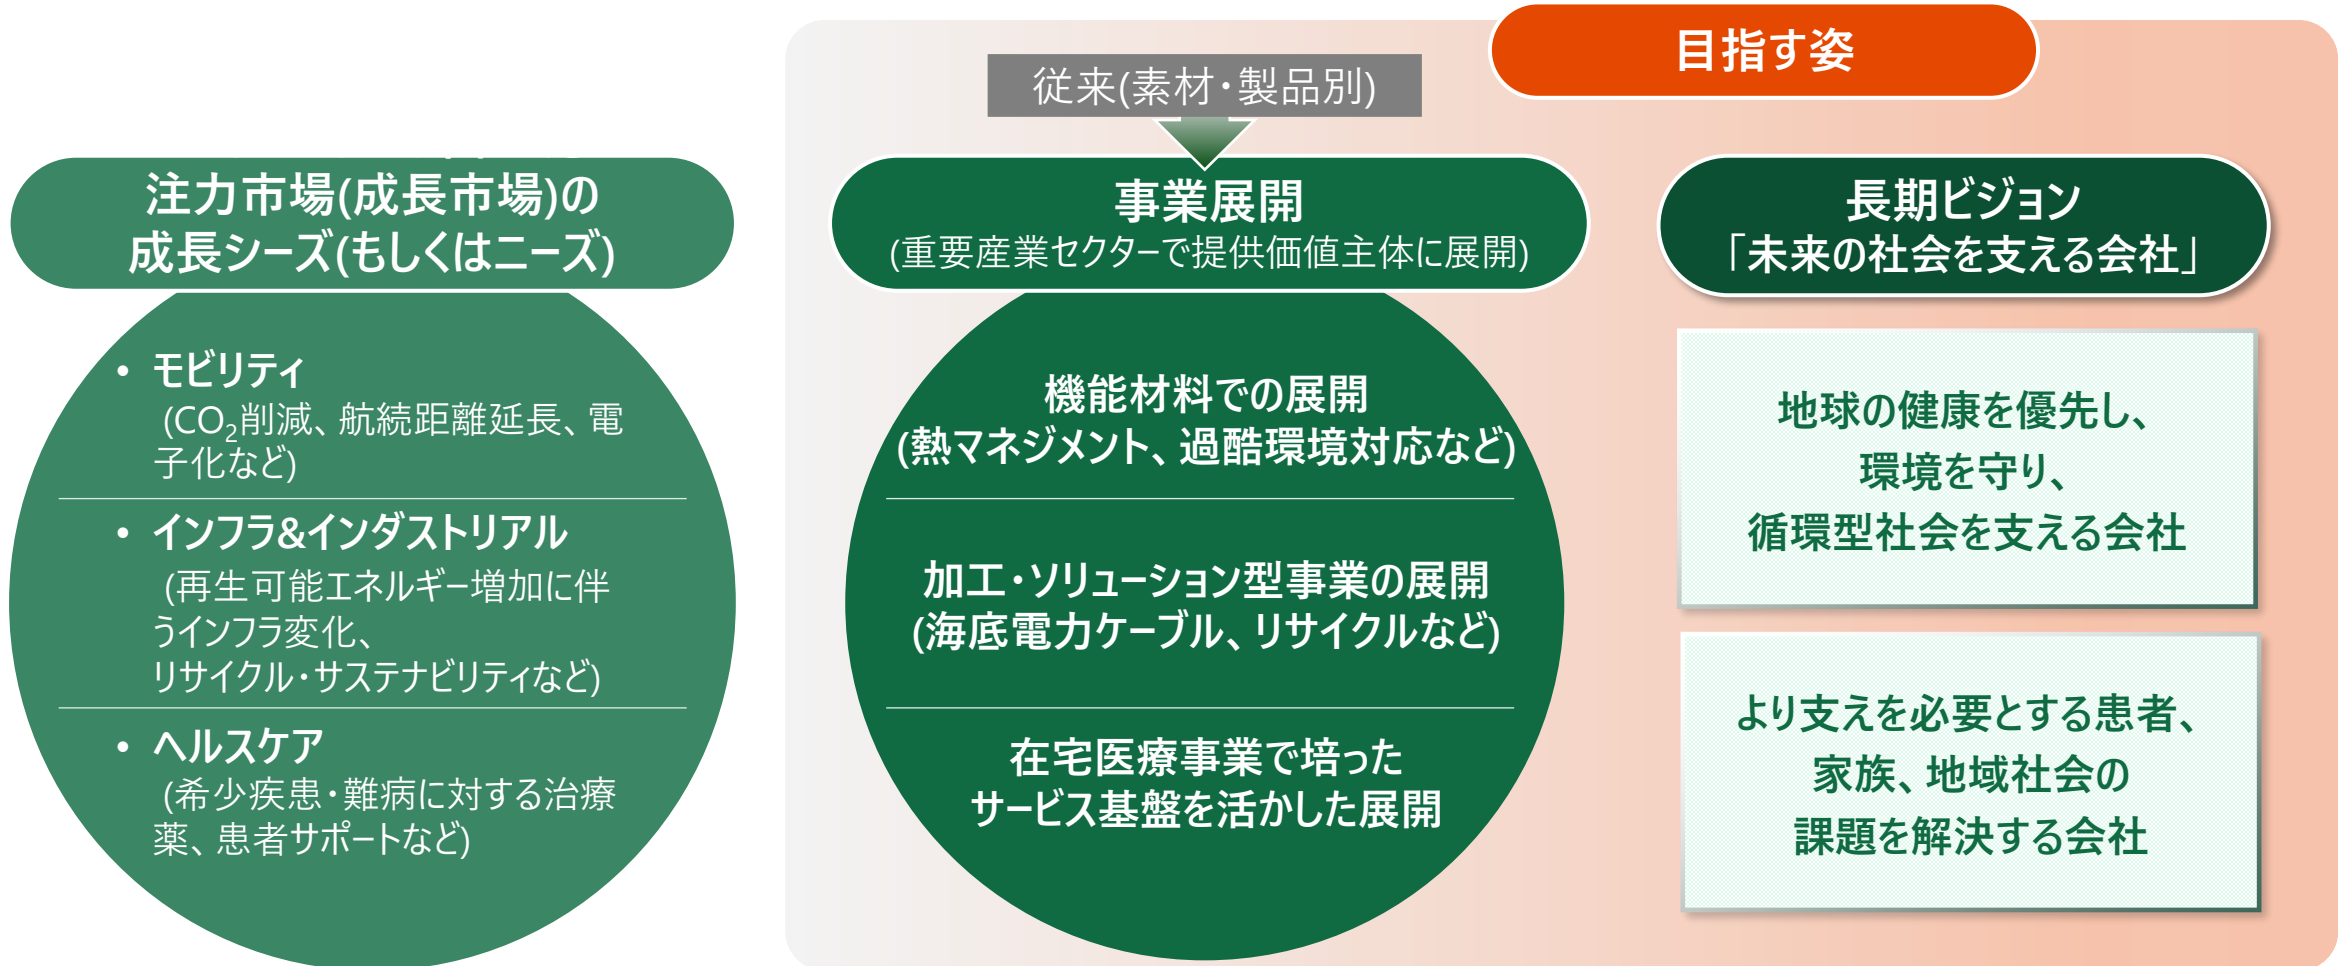 注力市場(成長市場)の
成長シーズ(もしくはニーズ)
• モビリティ
(CO₂削減、航続距離延長、電
子化など)
• インフラ&インダストリアル
(再生可能エネルギー増加に伴
うインフラ変化、
リサイクル・サステナビリティなど)
• ヘルスケア
(希少疾患・難病に対する治療
薬、患者サポートなど)
目指す姿
従来(素材・製品別)
事業展開
(重要産業セクターで提供価値主体に展開)
機能材料での展開
(熱マネジメント、過酷環境対応など)
加工・ソリューション型事業の展開
(海底電力ケーブル、リサイクルなど)
在宅医療事業で培った
サービス基盤を活かした展開
長期ビジョン
「未来の社会を支える会社」
地球の健康を優先し、
環境を守り、
循環型社会を支える会社
より支えを必要とする患者、
家族、地域社会の
課題を解決する会社